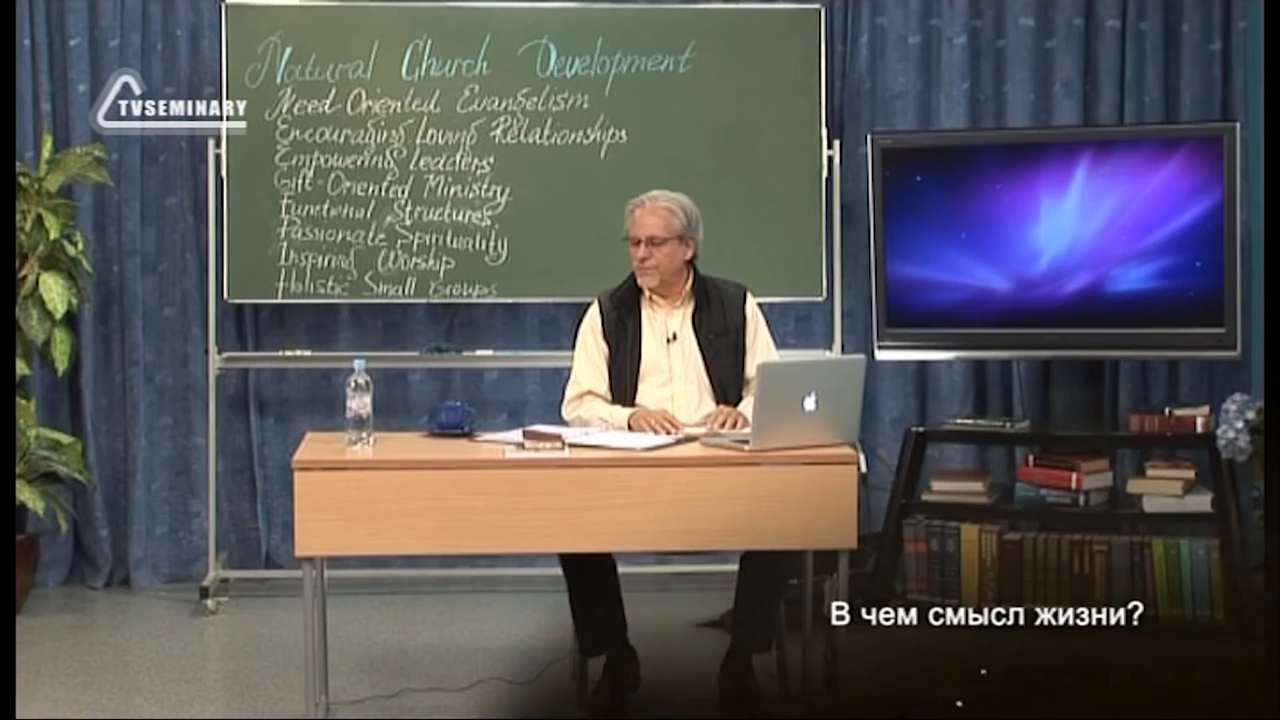 Natural Church Development
TVSEMINARY
Need-Oriented Evangelism
Encouraging Loving Relationships
Empowering Leaders
Gift-Oriented Ministry
Functional Structures
Passionate Spirituality
Inspiring Worship
Holistic Small Groups
В чем смысл жизни?